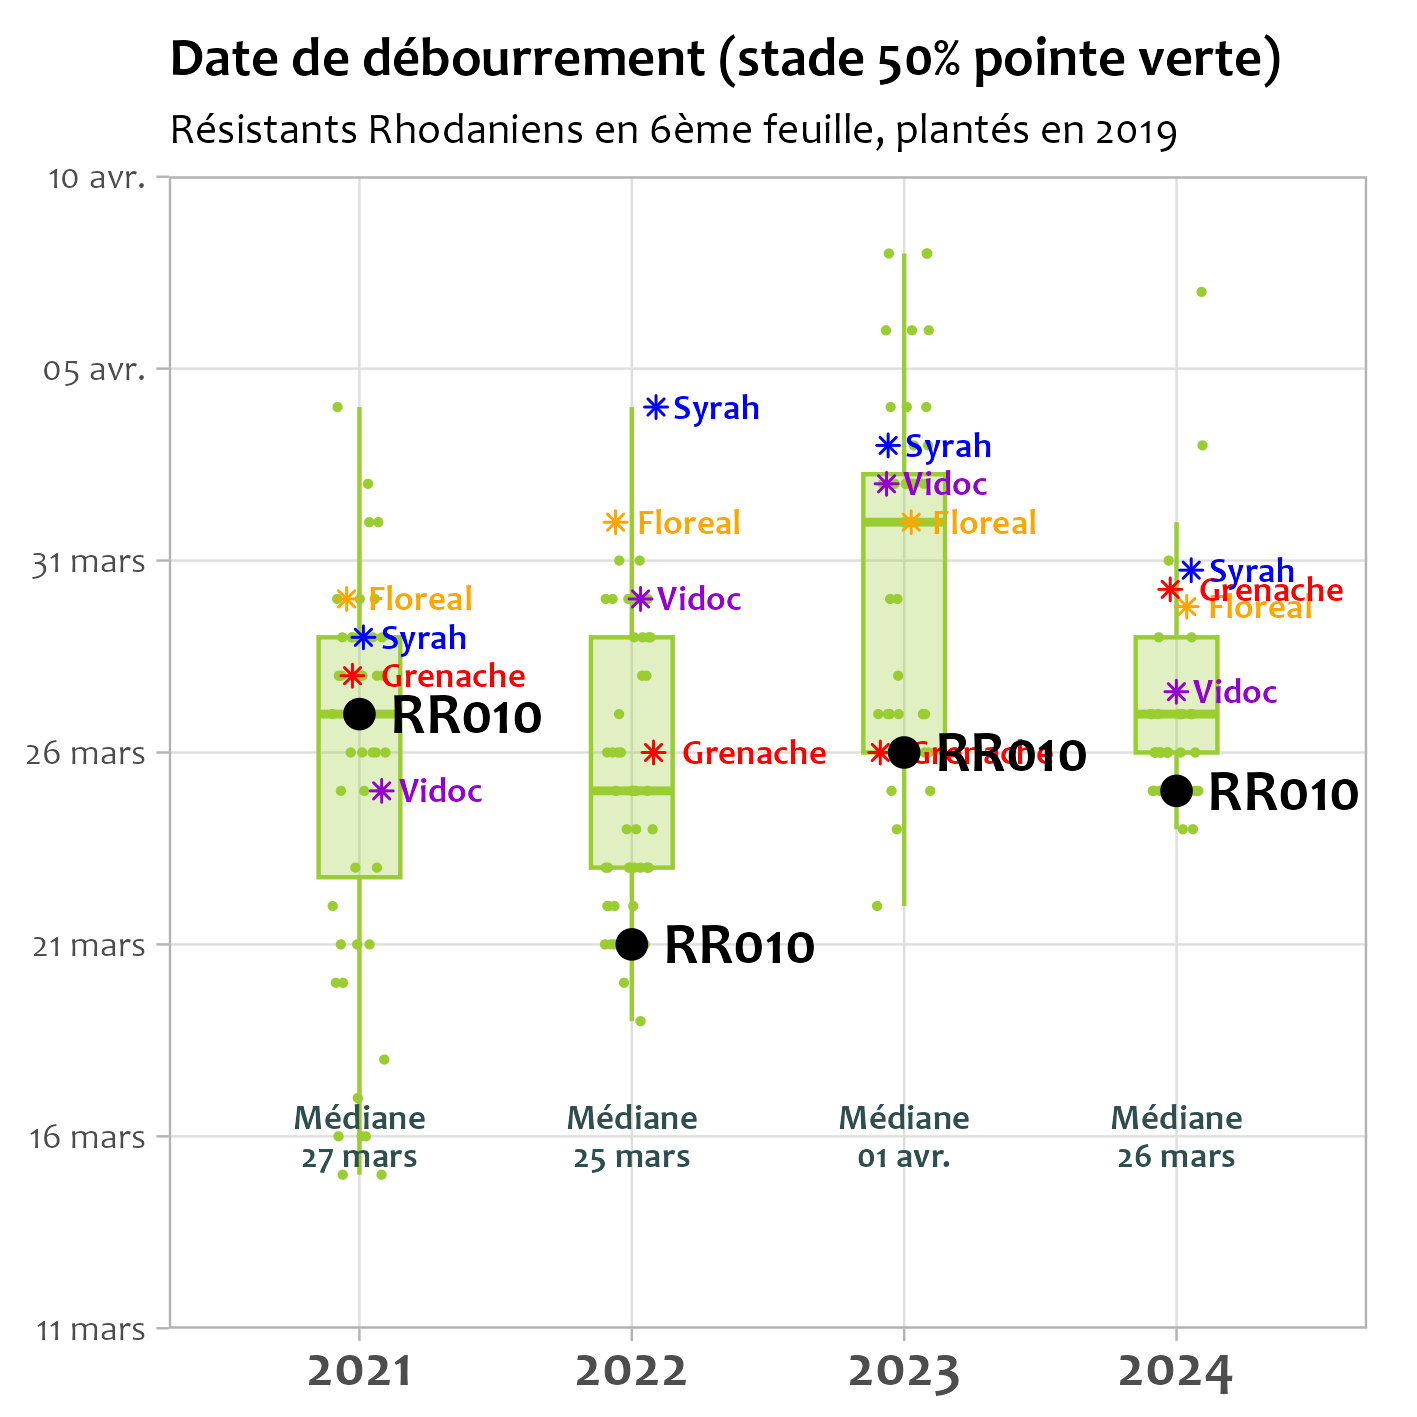 Date de débourrement (stade 50% pointe verte)
Résistants Rhodaniens en 6ème feuille, plantés en 2019
10 avr.
05 avr.
31 mars
26 mars
21 mars
16 mars
11 mars
Floreal
Syrah
Grenache
RR010
Vidoc
Médiane
27 mars
Syrah
Floreal
Vidoc
Grenache
RR010
Médiane
25 mars
Syrah
Vidoc
Floreal
Grenache
RR010
Médiane
01 avr.
Syrah
Grenache
Floreal
Vidoc
RR010
Médiane
26 mars
2021
2022
2023
2024